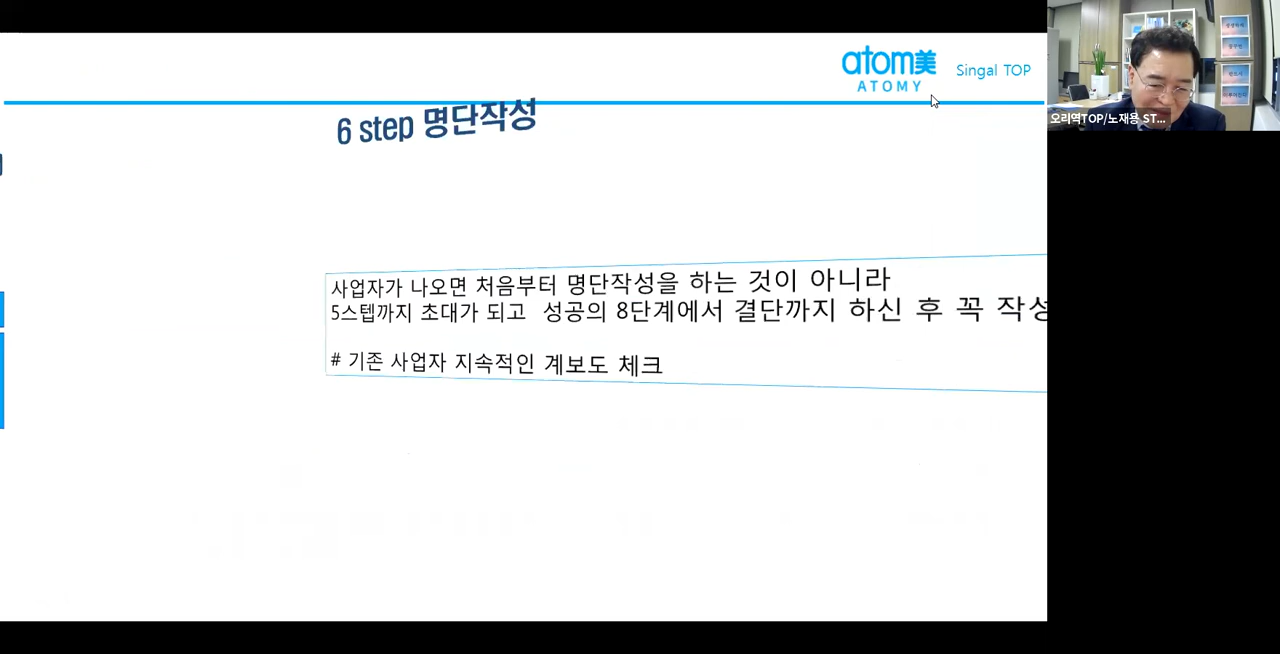 atom美
ATOMY
Singal TOP
6 step 명단작성
사업자가 나오면 처음부터 명단작성을 하는 것이 아니라
5스텝까지 초대가 되고 성공의 8단계에서 결단까지 하신 후 꼭 작성
# 기존 사업자 지속적인 계보도 체크
오리역TOP/노재용 ST...